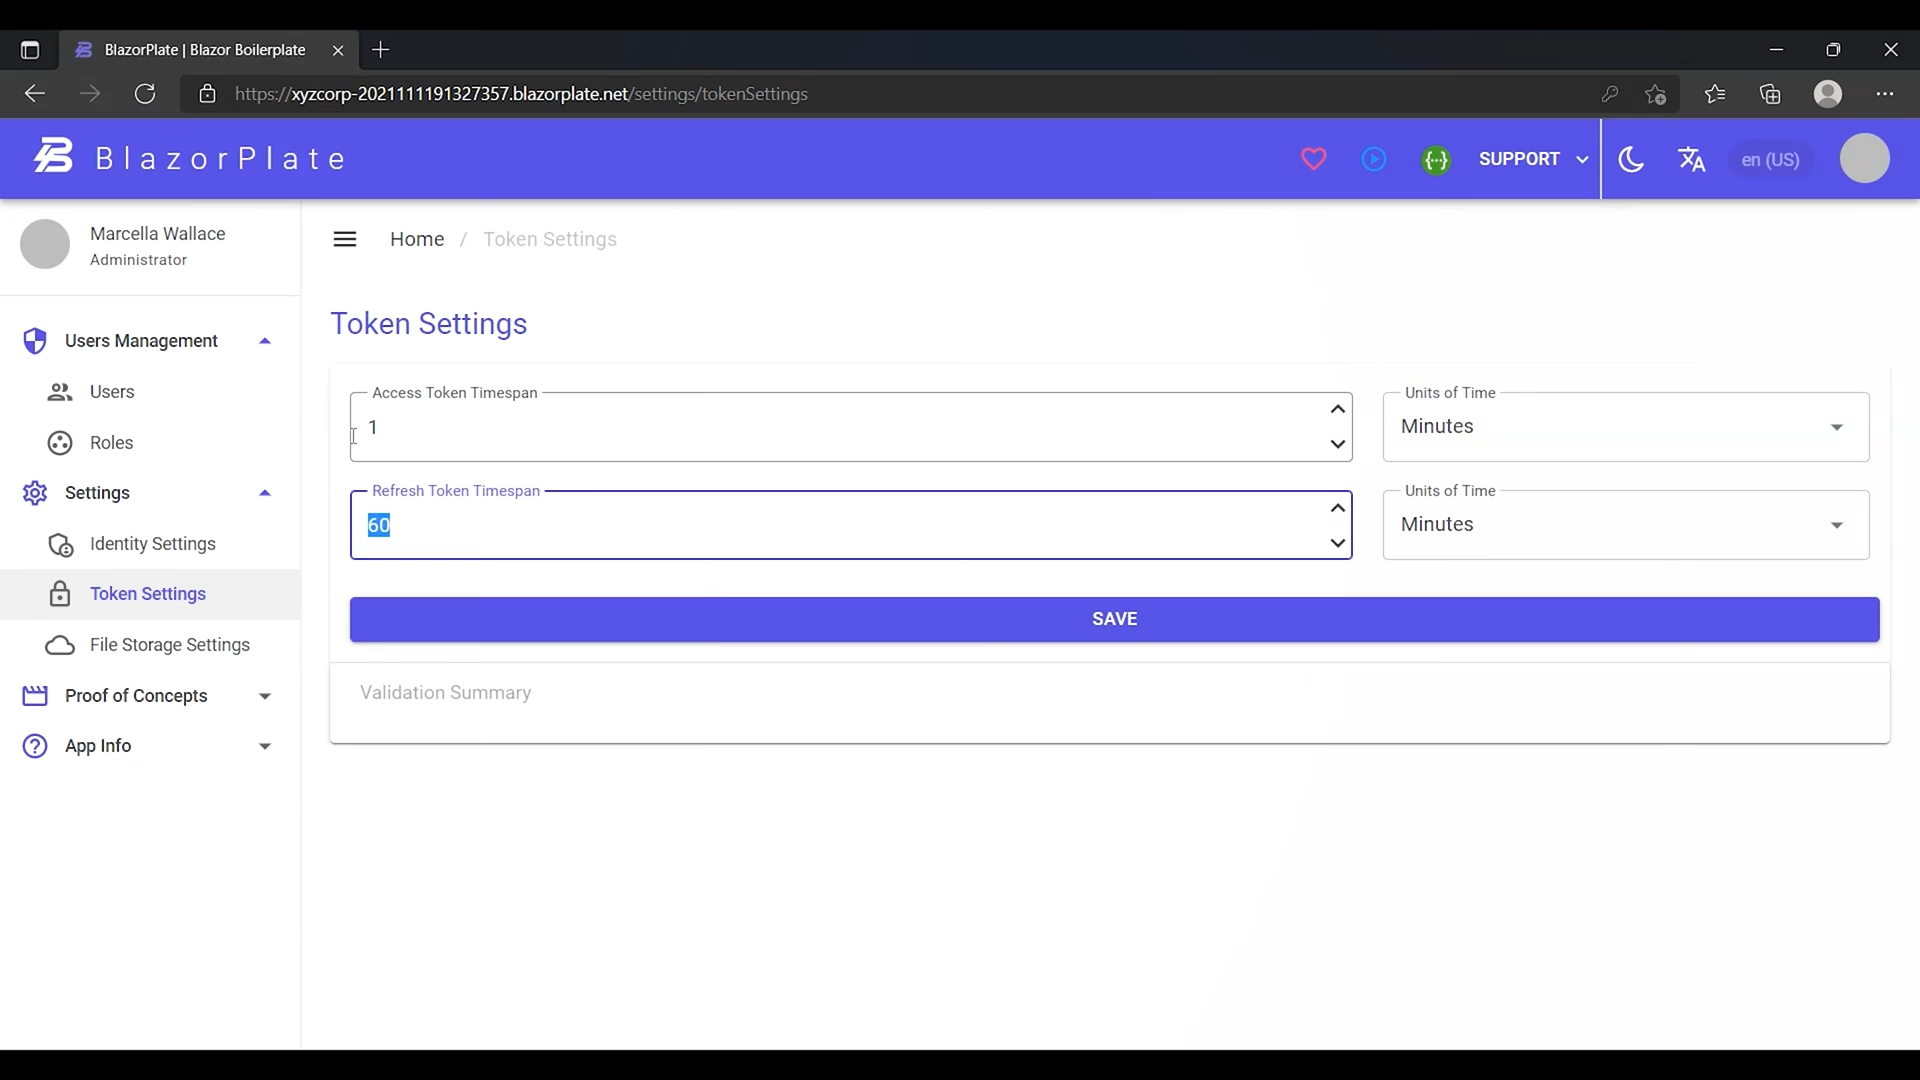 BlazorPlate | Blazor Boilerplate
https://xyzcorp-2021111191327357.blazorplate.net/settings/tokenSettings
BlazorPlate
SUPPORT
en (US)
Marcella Wallace
Administrator
Home / Token Settings
Users Management
Users
Roles
Settings
Identity Settings
Token Settings
File Storage Settings
Proof of Concepts
App Info
Token Settings
Access Token Timespan
1
Units of Time
Minutes
Refresh Token Timespan
60
Units of Time
Minutes
SAVE
Validation Summary